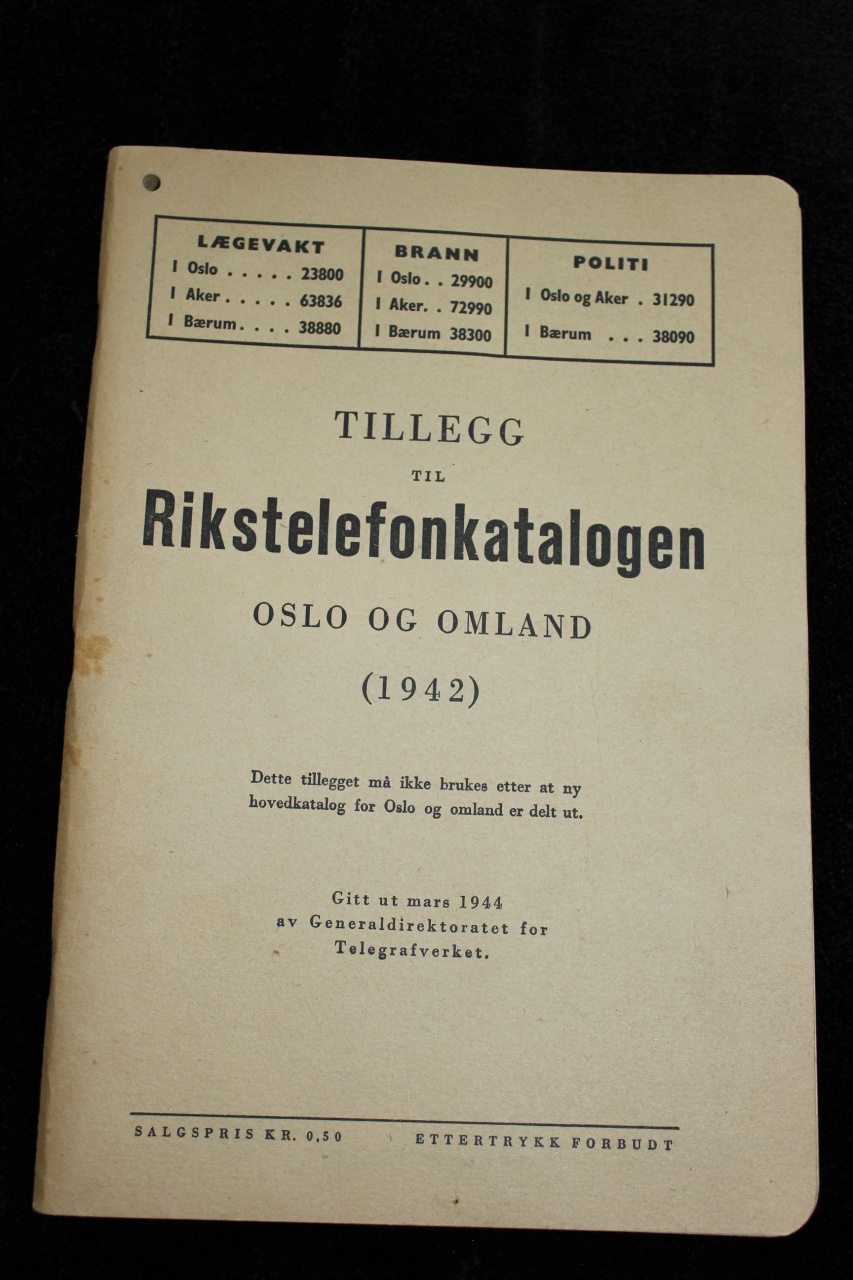 LÆGEVAKT
I Oslo . . . . . 23800
I Aker . . . . . 63836
I Bærum. . . . 38880
BRANN
I Oslo. . 29900
I Aker. . 72990
I Bærum 38300
POLITI
I Oslo og Aker . 31290
I Bærum . . . 38090
TILLEGG
TIL
Rikstelefonkatalogen
OSLO OG OMLAND
(1942)
Dette tillegget må ikke brukes etter at ny
hovedkatalog for Oslo og omland er delt ut.
Gitt ut mars 1944
av Generaldirektoratet for
Telegrafverket.
SALGSPRIS KR. 0,50 ETTERTRYKK FORBUDT